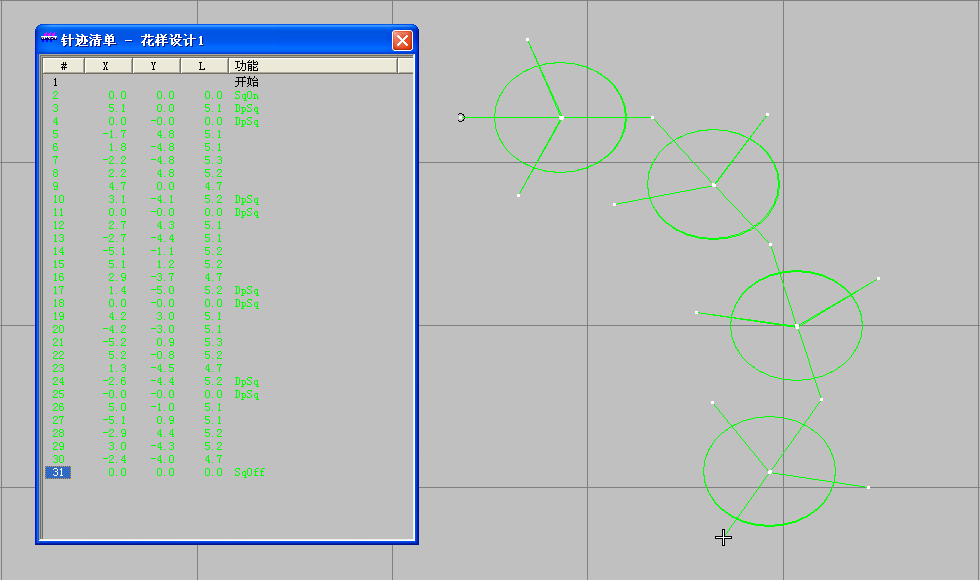 针迹清单 - 花样设计1
# X Y L 功能
1 开始
2 0.0 0.0 0.0 SqOn
3 5.1 0.0 5.1 DpSq
4 0.0 -0.0 0.0 DpSq
5 -1.7 4.8 5.1
6 1.8 -4.8 5.1
7 -2.2 -4.8 5.3
8 2.2 4.8 5.2
9 4.7 0.0 4.7
10 3.1 -4.1 5.2 DpSq
11 0.0 -0.0 0.0 DpSq
12 2.7 4.3 5.1
13 -2.7 -4.4 5.1
14 -5.1 -1.1 5.2
15 5.1 1.2 5.2
16 2.9 -3.7 4.7
17 1.4 -5.0 5.2 DpSq
18 0.0 -0.0 0.0 DpSq
19 4.2 3.0 5.1
20 -4.2 -3.0 5.1
21 -5.2 0.9 5.3
22 5.2 -0.8 5.2
23 1.3 -4.5 4.7
24 -2.6 -4.4 5.2 DpSq
25 -0.0 -0.0 0.0 DpSq
26 5.0 -1.0 5.1
27 -5.1 0.9 5.1
28 -2.9 4.4 5.2
29 3.0 -4.3 5.2
30 -2.4 -4.0 4.7
31 0.0 0.0 0.0 SqOff